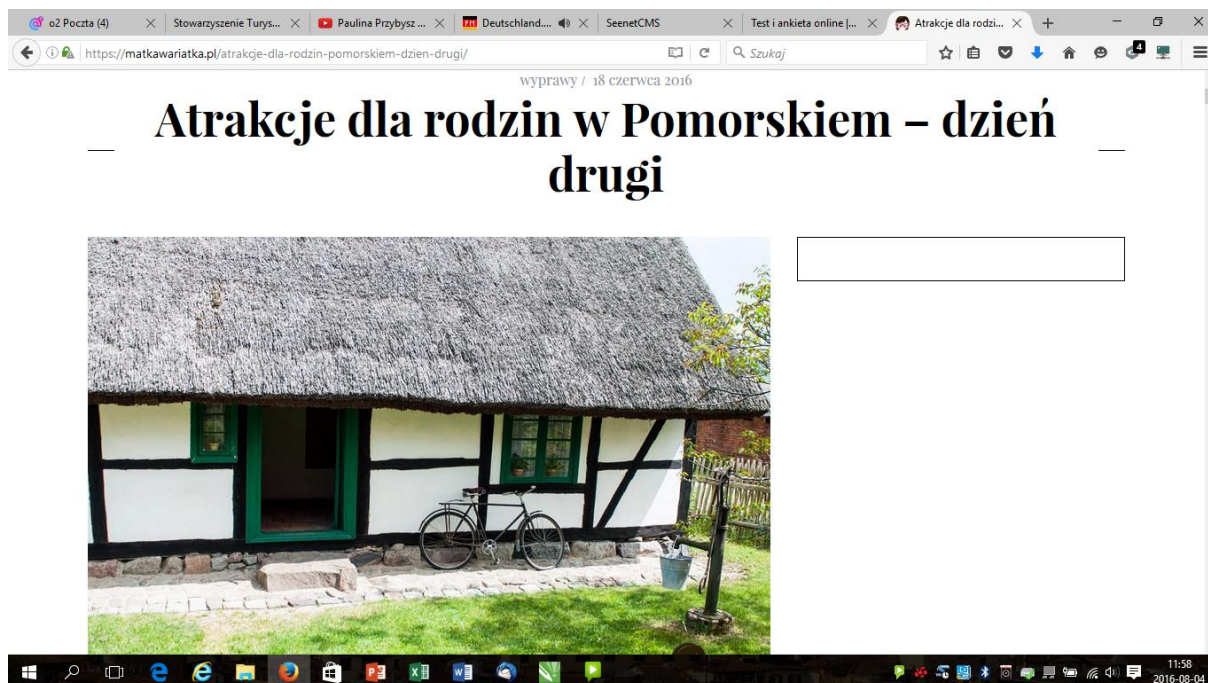 o2 Poczta (4)
Stowarzyszenie Turys...
Paulina Przybysz ...
Deutschland....
SeenetCMS
Test i ankieta online |...
Atrakcje dla rodzi...
https://matkawariatka.pl/atrakcje-dla-rodzin-pomorskiem-dzien-drugi/
Szukaj
4
wyprawy / 18 czerwca 2016
Atrakcje dla rodzin w Pomorskiem – dzień
drugi
11:58
2016-08-04